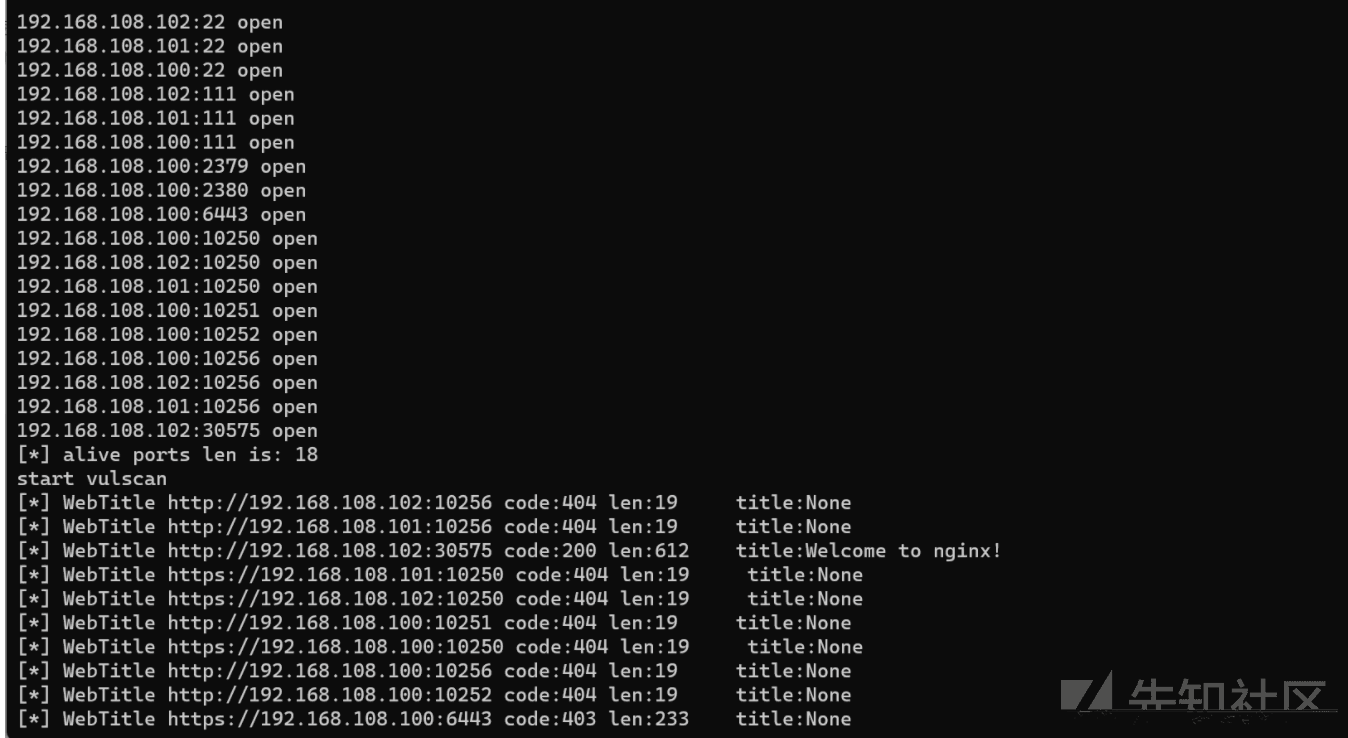 192.168.108.102:22 open
192.168.108.101:22 open
192.168.108.100:22 open
192.168.108.102:111 open
192.168.108.101:111 open
192.168.108.100:111 open
192.168.108.100:2379 open
192.168.108.100:2380 open
192.168.108.100:6443 open
192.168.108.100:10250 open
192.168.108.102:10250 open
192.168.108.101:10250 open
192.168.108.100:10251 open
192.168.108.100:10252 open
192.168.108.100:10256 open
192.168.108.102:10256 open
192.168.108.101:10256 open
192.168.108.102:30575 open
[*] alive ports len is: 18
start vulscan
[*] WebTitle http://192.168.108.102:10256 code:404 len:19     title:None
[*] WebTitle http://192.168.108.101:10256 code:404 len:19     title:None
[*] WebTitle http://192.168.108.102:30575 code:200 len:612    title:Welcome to nginx!
[*] WebTitle https://192.168.108.101:10250 code:404 len:19     title:None
[*] WebTitle https://192.168.108.102:10250 code:404 len:19     title:None
[*] WebTitle http://192.168.108.100:10251 code:404 len:19     title:None
[*] WebTitle https://192.168.108.100:10250 code:404 len:19     title:None
[*] WebTitle http://192.168.108.100:10256 code:404 len:19     title:None
[*] WebTitle http://192.168.108.100:10252 code:404 len:19     title:None
[*] WebTitle https://192.168.108.100:6443 code:403 len:233    title:None
先知社区